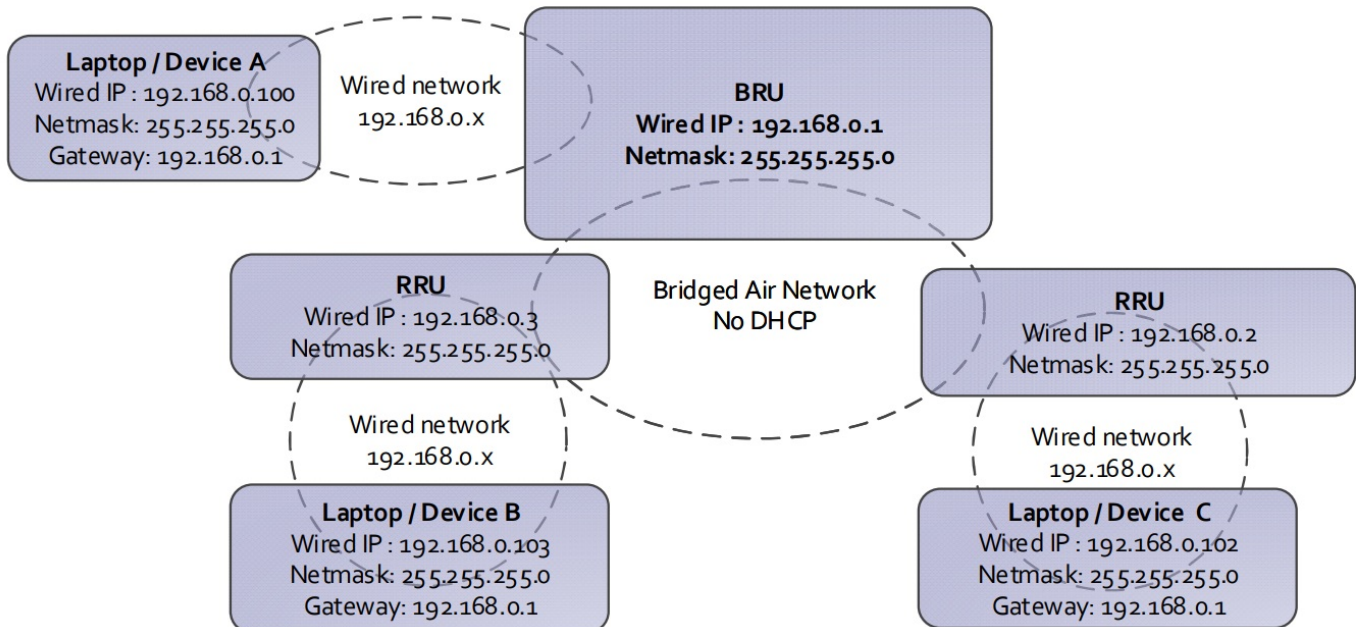 Laptop / Device A
Wired IP : 192.168.0.100
Netmask: 255.255.255.0
Gateway: 192.168.0.1
Wired network
192.168.0.x
BRU
Wired IP : 192.168.0.1
Netmask: 255.255.255.0
RRU
Wired IP : 192.168.0.3
Netmask: 255.255.255.0
Bridged Air Network
No DHCP
RRU
Wired IP : 192.168.0.2
Netmask: 255.255.255.0
Wired network
192.168.0.x
Wired network
192.168.0.x
Laptop / Device B
Wired IP : 192.168.0.103
Netmask: 255.255.255.0
Gateway: 192.168.0.1
Laptop / Device C
Wired IP : 192.168.0.102
Netmask: 255.255.255.0
Gateway: 192.168.0.1